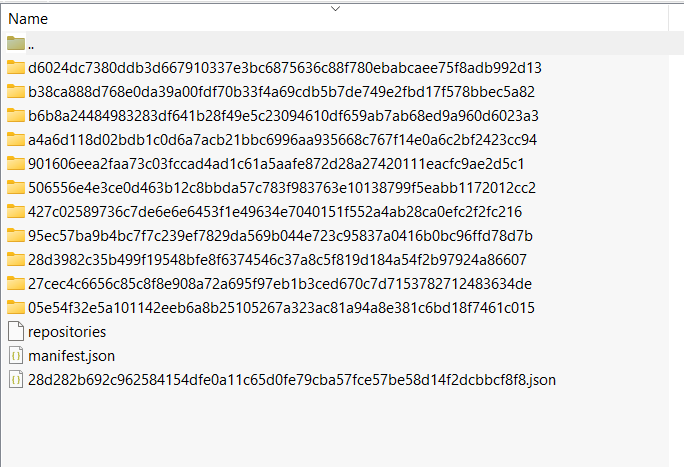 Name
..
d6024dc7380ddb3d667910337e3bc6875636c88f780ebabcaee75f8adb992d13
b38ca888d768e0da39a00fdf70b33f4a69cdb5b7de749e2fbd17f578bbec5a82
b6b8a24484983283df641b28f49e5c23094610df659ab7ab68ed9a960d6023a3
a4a6d118d02bdb1c0d6a7acb21bbc6996aa935668c767f14e0a6c2bf2423cc94
901606eea2faa73c03fccad4ad1c61a5aafe872d28a27420111eacfc9ae2d5c1
506556e4e3ce0d463b12c8bbda57c783f983763e10138799f5eabb1172012cc2
427c02589736c7de6e6e6453f1e49634e7040151f552a4ab28ca0efc2f2fc216
95ec57ba9b4bc7f7c239ef7829da569b044e723c95837a0416b0bc96ffd78d7b
28d3982c35b499f19548bfe8f6374546c37a8c5f819d184a54f2b97924a86607
27cec4c6656c85c8f8e908a72a695f97eb1b3ced670c7d7153782712483634de
05e54f32e5a101142eeb6a8b25105267a323ac81a94a8e381c6bd18f7461c015
repositories
manifest.json
28d282b692c962584154dfe0a11c65d0fe79cba57fce57be58d14f2dcbbcf8f8.json